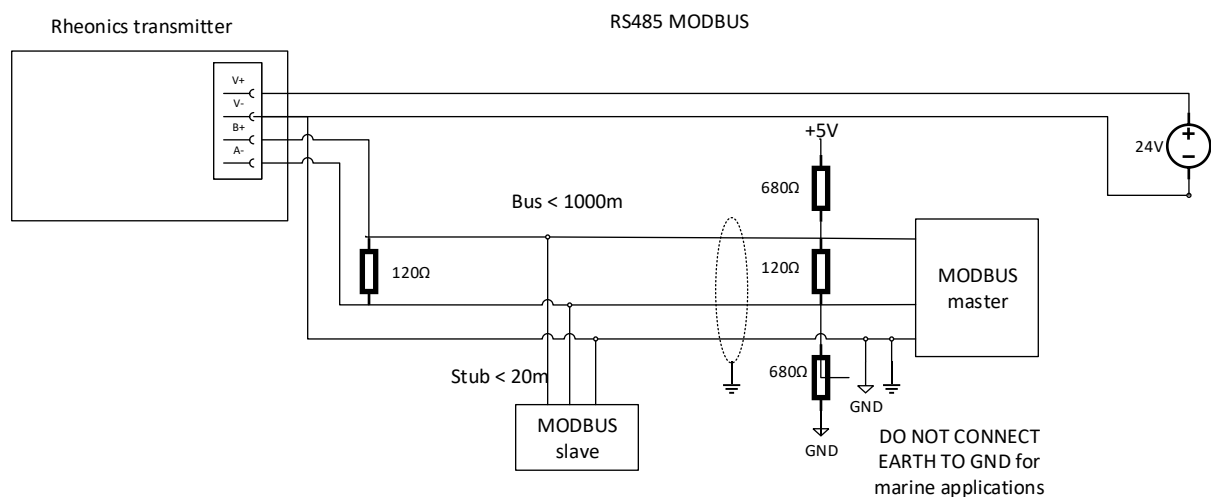 RS485 MODBUS
Rheonics transmitter
V+
V-
B+
A-
+5V
24V
680Ω
Bus < 1000m
120Ω
120Ω
MODBUS
master
Stub < 20m
680Ω
GND
MODBUS
slave
GND
DO NOT CONNECT
EARTH TO GND for
marine applications